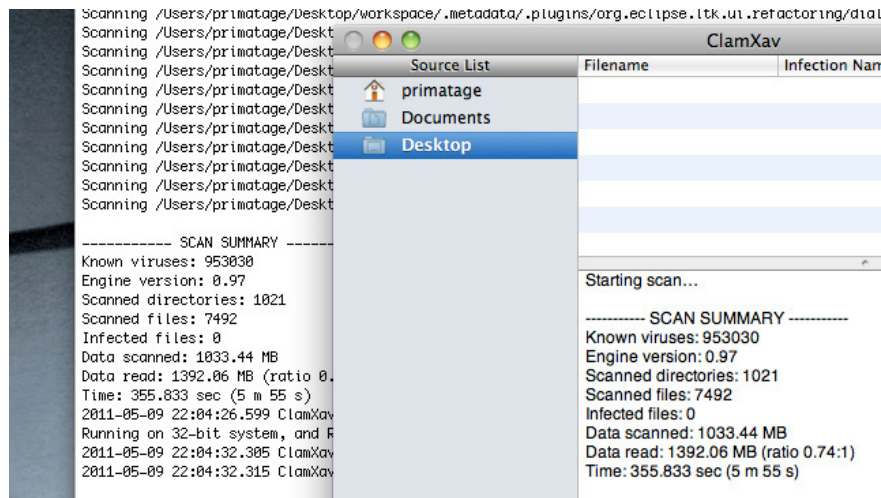 Scanning /Users/primatage/Desktop/workspace/.metadata/.plugins/org.eclipse.ltk.ui.refactoring/dial
Scanning /Users/primatage/Deskt
Scanning /Users/primatage/Deskt
Scanning /Users/primatage/Deskt
Scanning /Users/primatage/Deskt
Scanning /Users/primatage/Deskt
Scanning /Users/primatage/Deskt
Scanning /Users/primatage/Deskt
Scanning /Users/primatage/Deskt
Scanning /Users/primatage/Deskt
Scanning /Users/primatage/Deskt
----------- SCAN SUMMARY -----
Known viruses: 953030
Engine version: 0.97
Scanned directories: 1021
Scanned files: 7492
Infected files: 0
Data scanned: 1033.44 MB
Data read: 1392.06 MB (ratio 0.
Time: 355.833 sec (5 m 55 s)
2011-05-09 22:04:26.599 ClamXav
Running on 32-bit system, and R
2011-05-09 22:04:32.305 ClamXav
2011-05-09 22:04:32.315 ClamXav
ClamXav
Source List
primatage
Documents
Desktop
Filename Infection Nam
Starting scan...
----------- SCAN SUMMARY -----------
Known viruses: 953030
Engine version: 0.97
Scanned directories: 1021
Scanned files: 7492
Infected files: 0
Data scanned: 1033.44 MB
Data read: 1392.06 MB (ratio 0.74:1)
Time: 355.833 sec (5 m 55 s)